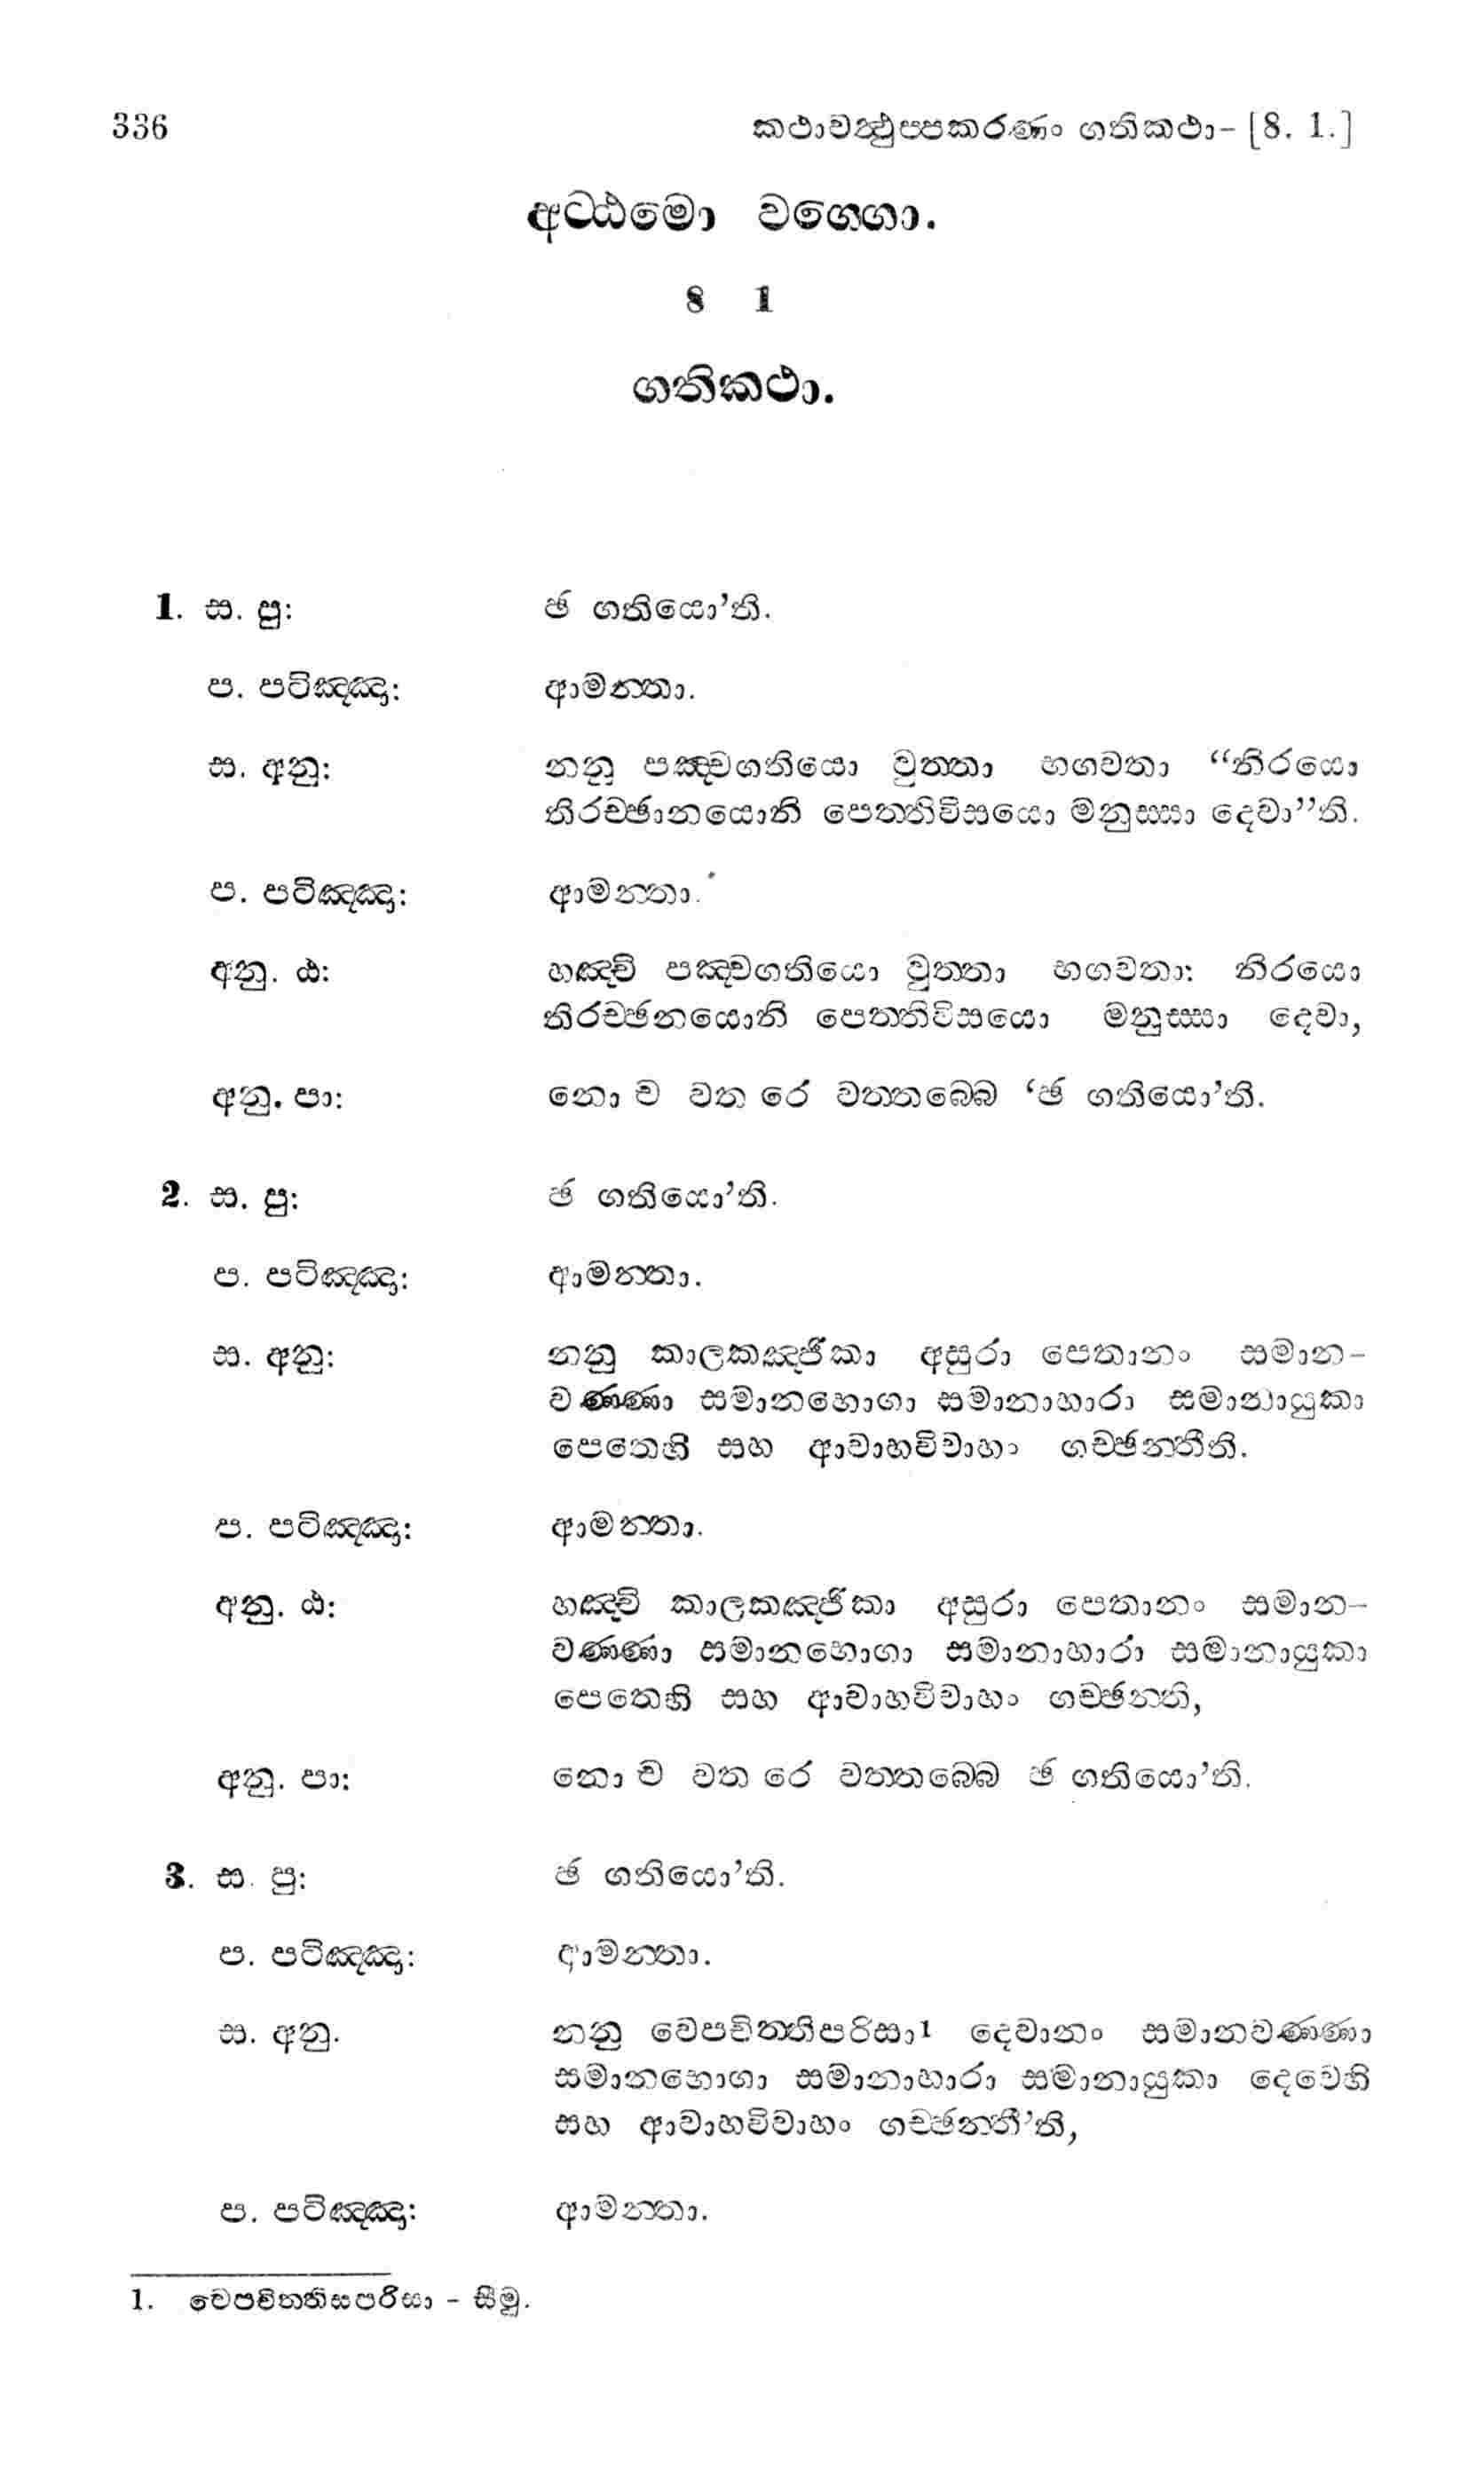 336 කථාවත්‍ථුප‍්පකරණං ගතිකථා- [8. 1.]
අට‍්ඨමො වග‍්ගො.
8 1
ගතිකථා.
1. ස. පු: ඡ ගතියො’ති.
ප. පටිඤ‍්ඤා: ආමන‍්තා.
ස. අනු: නනු පඤ‍්චගතියො වුත‍්තා භගවතා “නිරයො
තිරච‍්ඡානයොනි පෙත‍්තිවිසයො මනුස‍්සා දෙවා”ති.
ප. පටිඤ‍්ඤා: ආමන‍්තා.
අනු. ඨ: හඤ‍්චි පඤ‍්චගතියො වුත‍්තා භගවතා: නිරයො
තිරච‍්ඡනයොනි පෙත‍්තිවිසයො මනුස‍්සා දෙවා,
අනු. පා: නො ච වත රේ වත‍්තබ‍්බෙ ‘ඡ ගතියො’ති.
2. ස. පු: ඡ ගතියො’ති.
ප. පටිඤ‍්ඤා: ආමන‍්තා.
ස. අනු: නනු කාලකඤ‍්ජිකා අසුරා පෙතානං සමාන-
වණ‍්ණා සමානභොගා සමානාහාරා සමානායුකා
පෙතෙහි සහ ආවාහවිවාහං ගච‍්ඡන‍්තීති.
ප. පටිඤ‍්ඤා: ආමන‍්තා.
අනු. ඨ: හඤ‍්චි කාලකඤ‍්ජිකා අසුරා පෙතානං සමාන-
වණ‍්ණා සමානභොගා සමානාහාරා සමානායුකා
පෙතෙහි සහ ආවාහවිවාහං ගච‍්ඡන‍්ති,
අනු. පා: නො ච වත රේ වත‍්තබ‍්බෙ ඡ ගතියො’ති.
3. ස. පු: ඡ ගතියො’ති.
ප. පටිඤ‍්ඤා: ආමන‍්තා.
ස. අනු. නනු වෙපචිත‍්තිපරිසා1 දෙවානං සමානවණ‍්ණා
සමානභොගා සමානාහාරා සමානායුකා දෙවෙහි
සහ ආවාහවිවාහං ගච‍්ඡන‍්තී’ති,
ප. පටිඤ‍්ඤා: ආමන‍්තා.
1. වෙපචිත‍්තිසපරිසා - සීමු.